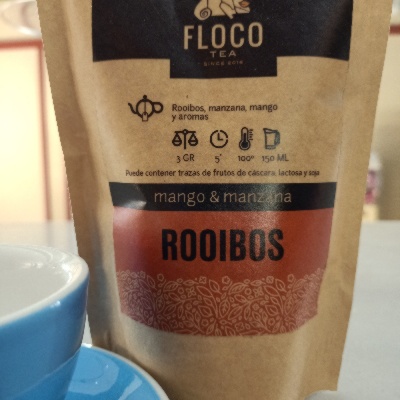 FLOCO
TEA
SINCE 2016
Rooibos, manzana, mango
y aromas
3 GR 5' 100º 150 ML
Puede contener trazas de frutos de cáscara, lactosa y soja
mango & manzana
ROOIBOS